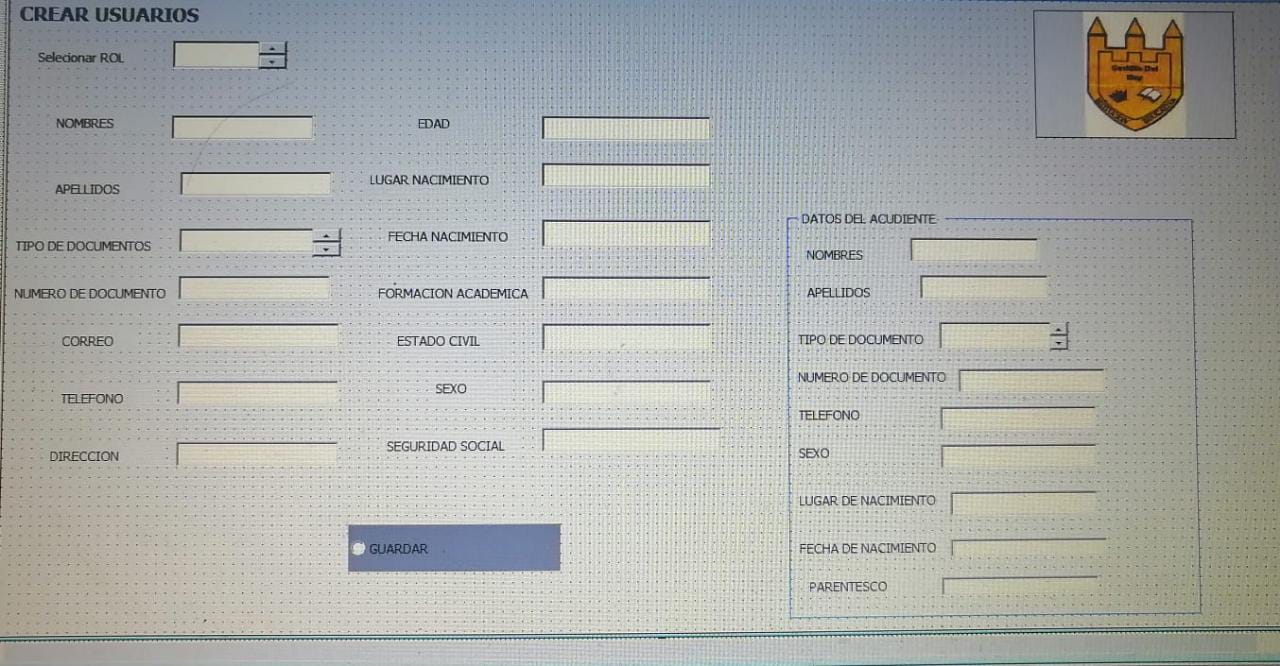 CREAR USUARIOS
Selecionar ROL
NOMBRES
APELLIDOS
TIPO DE DOCUMENTOS
NUMERO DE DOCUMENTO
CORREO
TELEFONO
DIRECCION
EDAD
LUGAR NACIMIENTO
FECHA NACIMIENTO
FORMACION ACADEMICA
ESTADO CIVIL
SEXO
SEGURIDAD SOCIAL
GUARDAR
DATOS DEL ACUDIENTE
NOMBRES
APELLIDOS
TIPO DE DOCUMENTO
NUMERO DE DOCUMENTO
TELEFONO
SEXO
LUGAR DE NACIMIENTO
FECHA DE NACIMIENTO
PARENTESCO